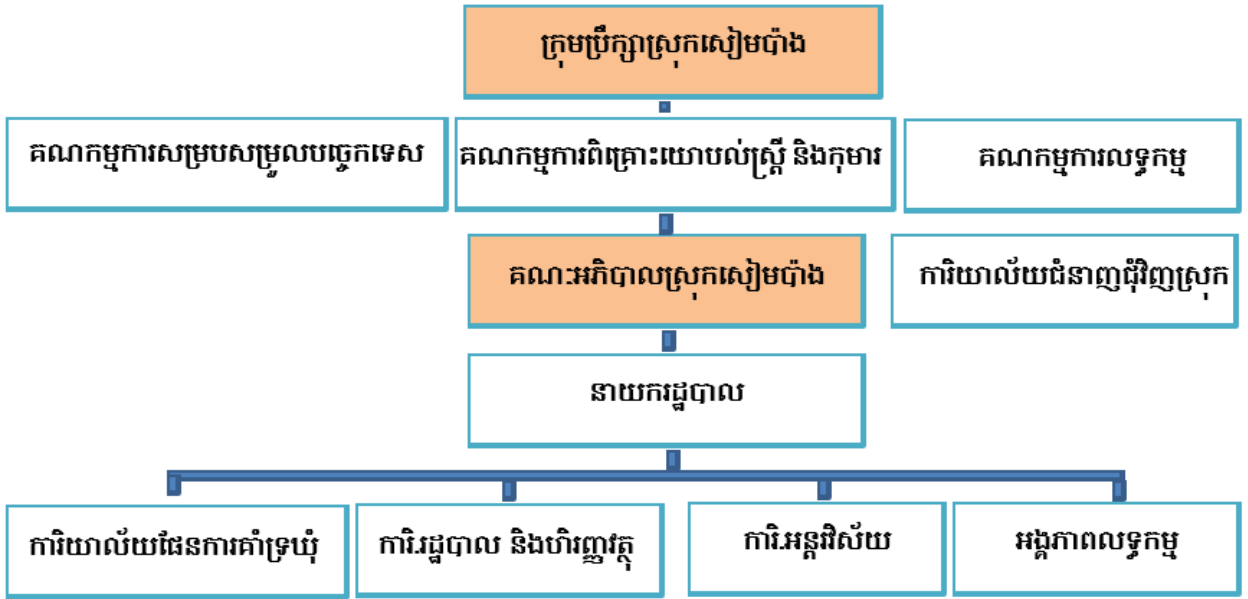 ក្រុមប្រឹក្សាស្រុកសៀមប៉ាង
គណកម្មការសម្របសម្រួលបច្ចេកទេស
គណកម្មការពិគ្រោះយោបល់ស្ត្រី និងកុមារ
គណកម្មការលទ្ធកម្ម
គណៈអភិបាលស្រុកសៀមប៉ាង
ការិយាល័យជំនាញជុំវិញស្រុក
នាយករដ្ឋបាល
ការិយាល័យផែនការគាំទ្រឃុំ
ការិ.រដ្ឋបាល និងហិរញ្ញវត្ថុ
ការិ.អន្តរវិស័យ
អង្គភាពលទ្ធកម្ម